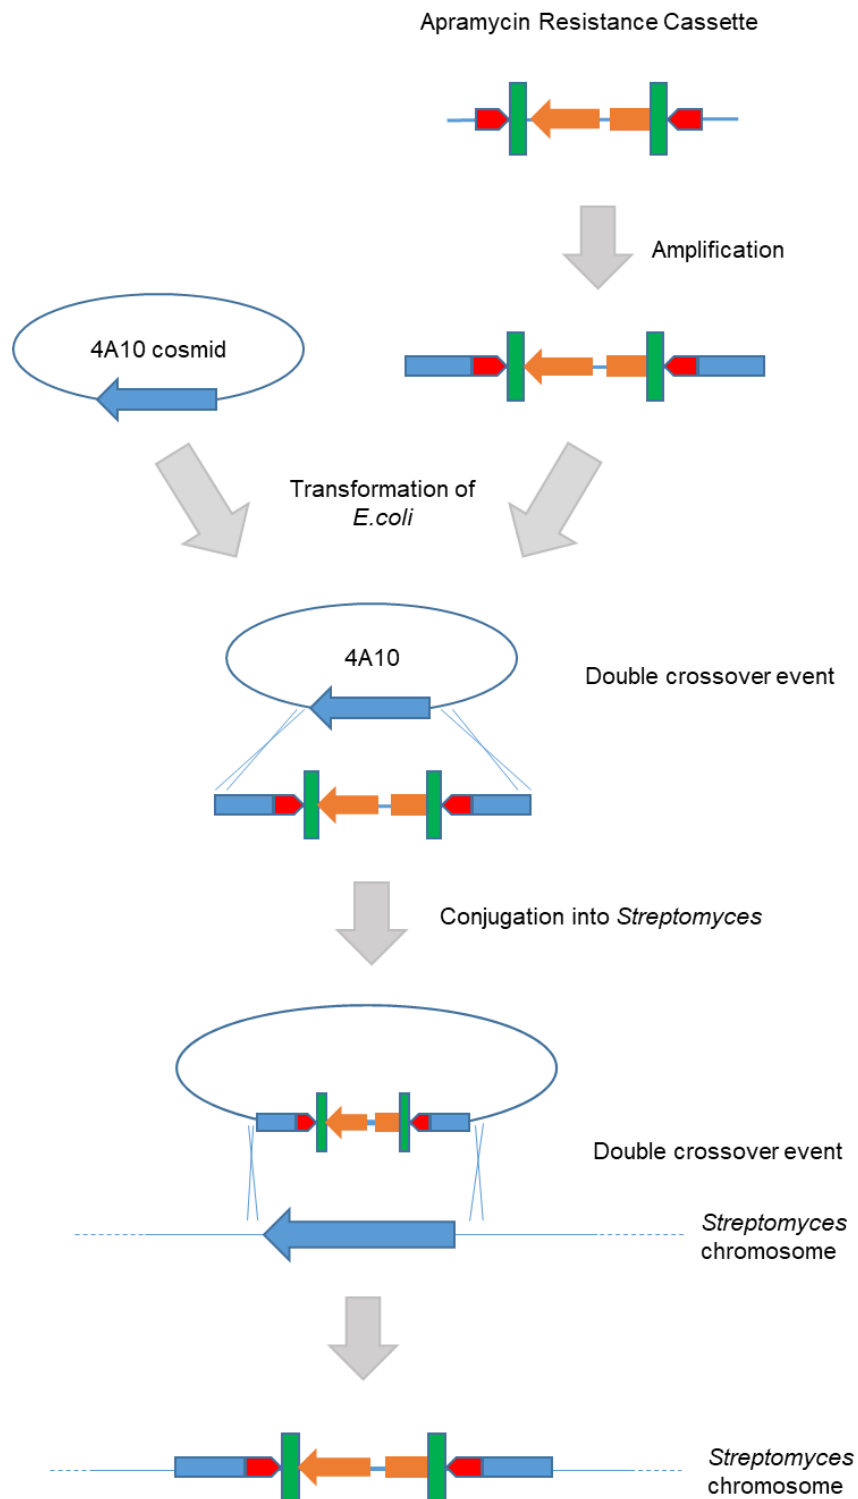 Apramycin Resistance Cassette
Amplification
4A10 cosmid
Transformation of
E.coli
4A10
Double crossover event
Conjugation into Streptomyces
Double crossover event
Streptomyces
chromosome
Streptomyces
chromosome